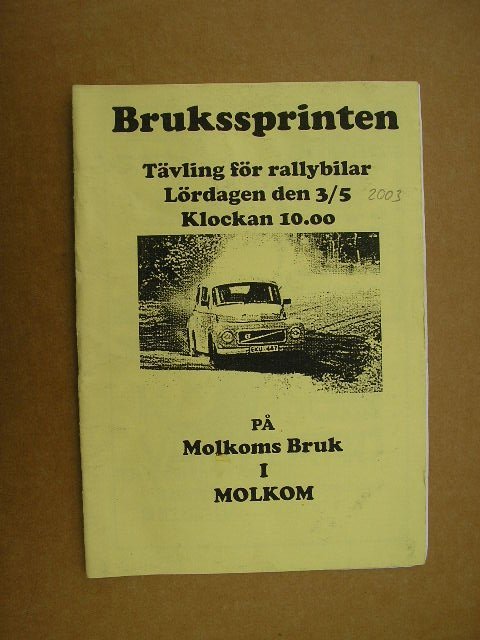 Brukssprinten
Tävling för rallybilar
Lördagen den 3/5 2003
Klockan 10.00
PÅ
Molkoms Bruk
I
MOLKOM